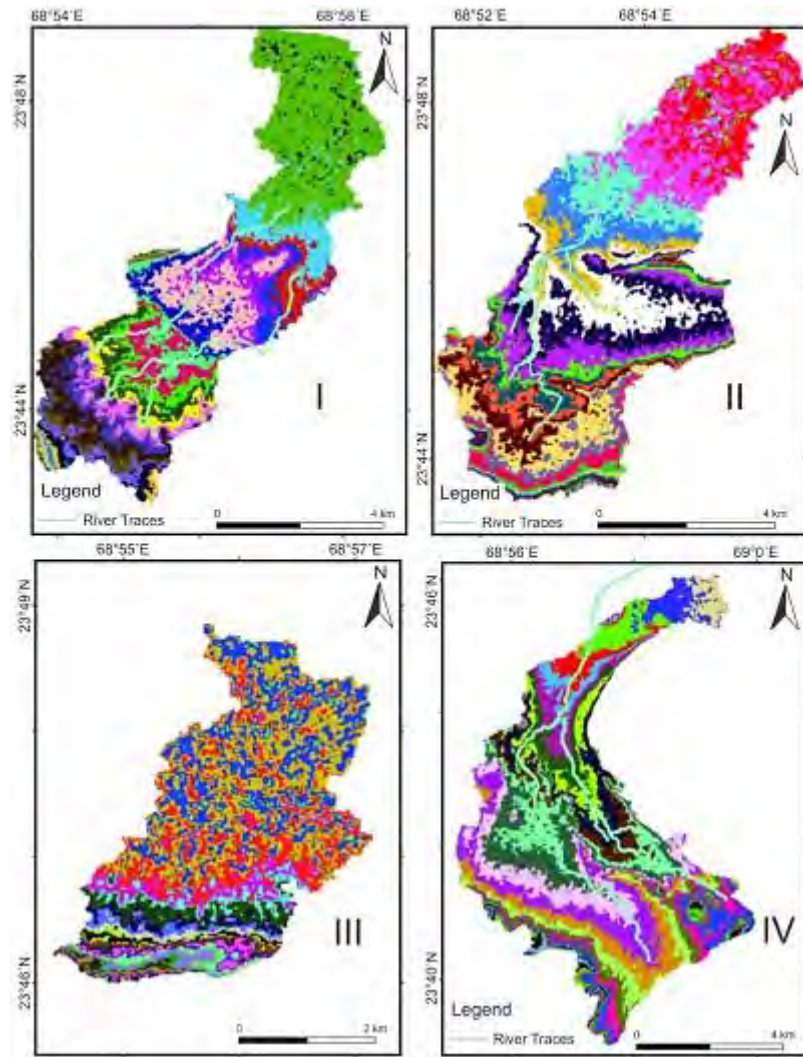 68°54´E 68°58´E
23°48´N
N
23°44´N
I
Legend
River Traces
0 4 km
68°52´E 68°54´E
23°48´N
N
23°44´N
II
Legend
River Traces
0 4 k
68°55´E 68°57´E
23°49´N
N
23°46´N
III
0 2 km
68°56´E 69°0´E
23°46´N
N
23°40´N
IV
Legend
River Traces
0 4 km